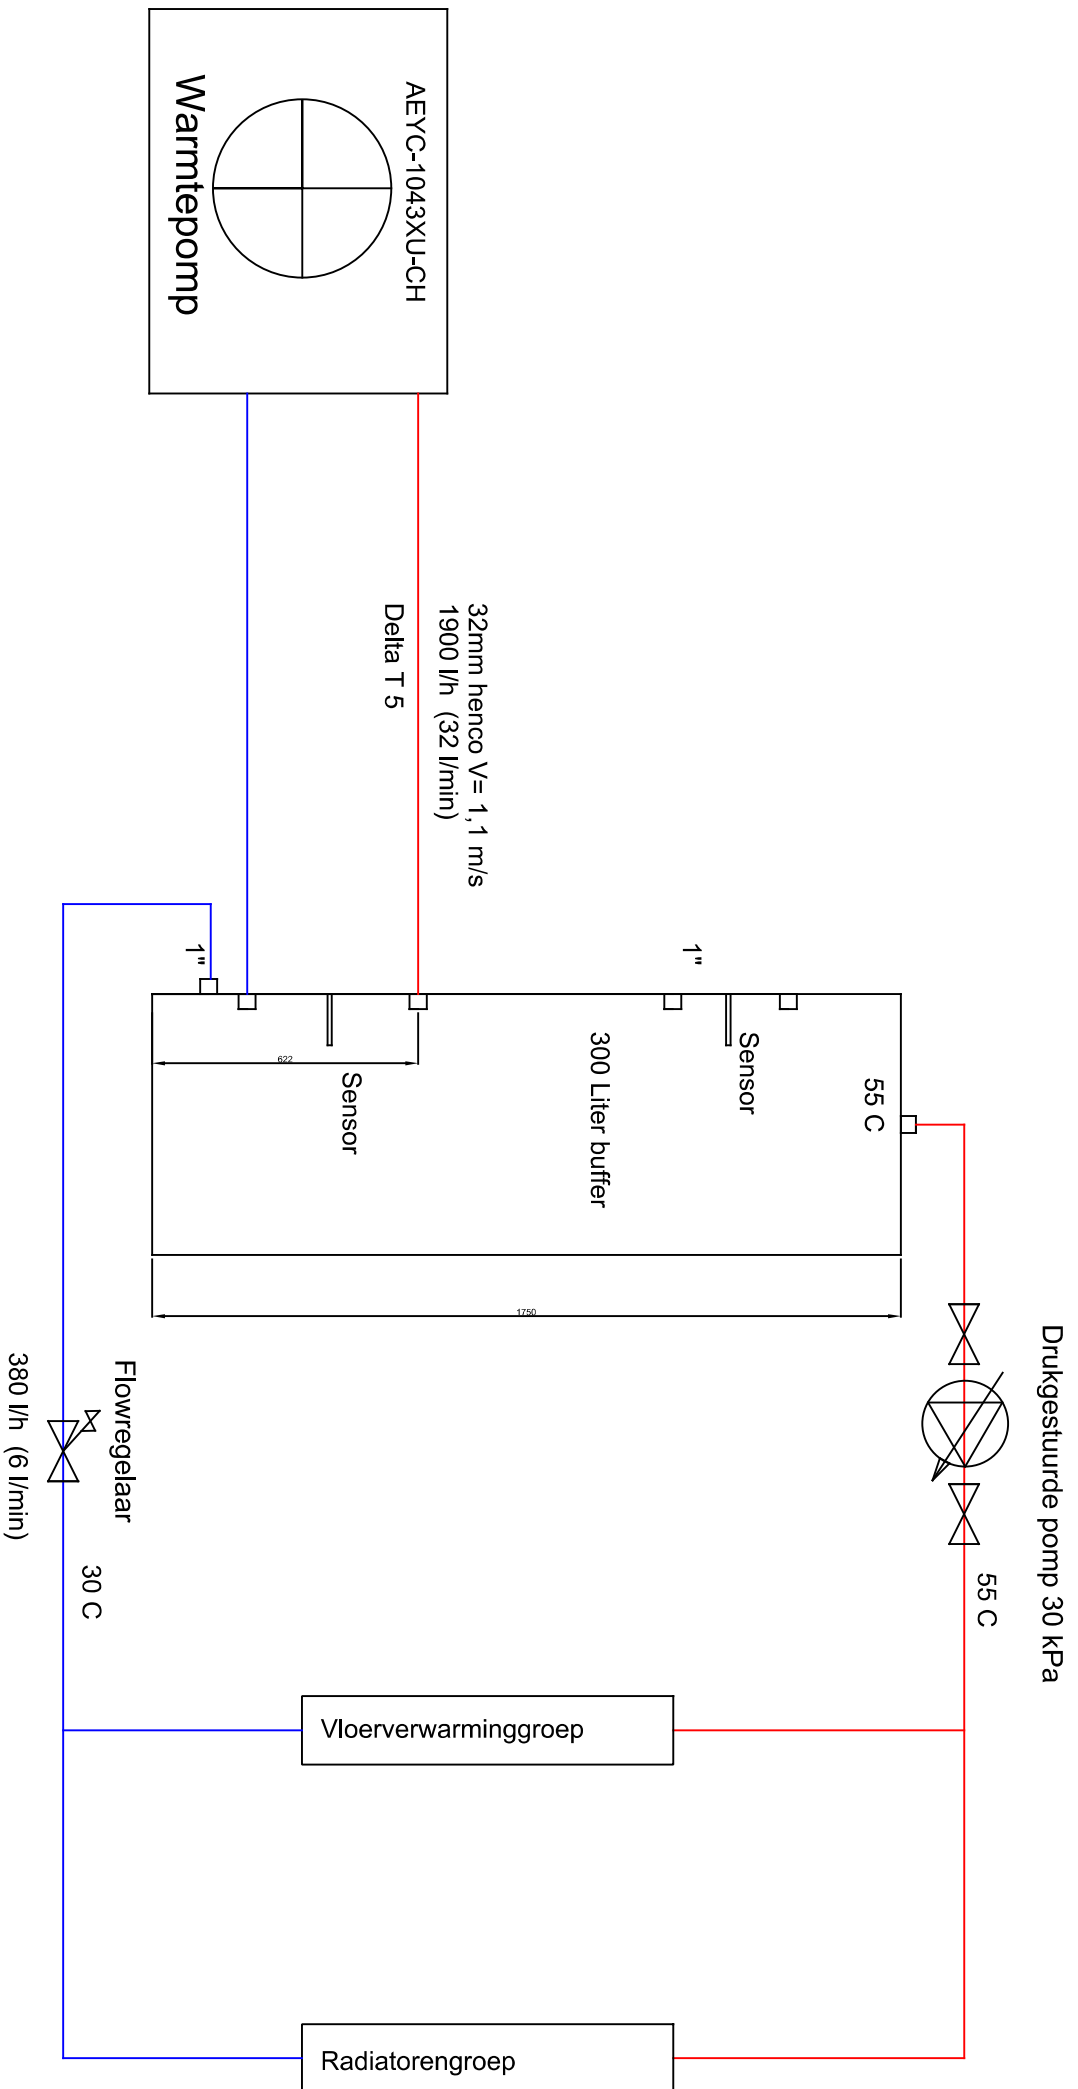 AEYC-1043XU-CH
Warmtepomp
32mm henco V= 1,1 m/s
1900 l/h (32 l/min)
Delta T 5
1"
1"
Sensor
55 C
300 Liter buffer
Sensor
622
1750
Drukgestuurde pomp 30 kPa
55 C
Flowregelaar
380 l/h (6 l/min)
30 C
Vloerverwarminggroep
Radiatorengroep